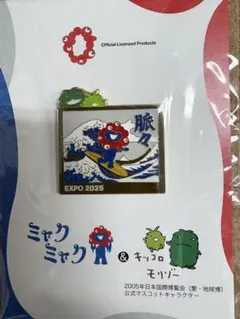 Official Licensed Products
脈々
EXPO 2025
ミャク
ミャク
&
キッコロ
モリゾー
2005年日本国際博覧会(愛・地球博)
公式マスコットキャラクター